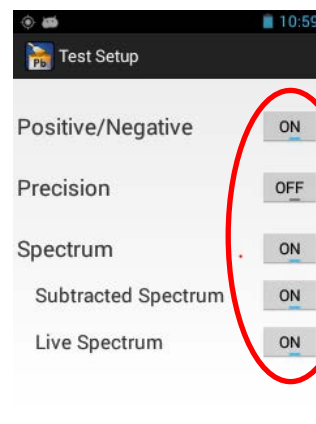 10:59
Pb Test Setup
Positive/Negative ON
Precision OFF
Spectrum ON
Subtracted Spectrum ON
Live Spectrum ON